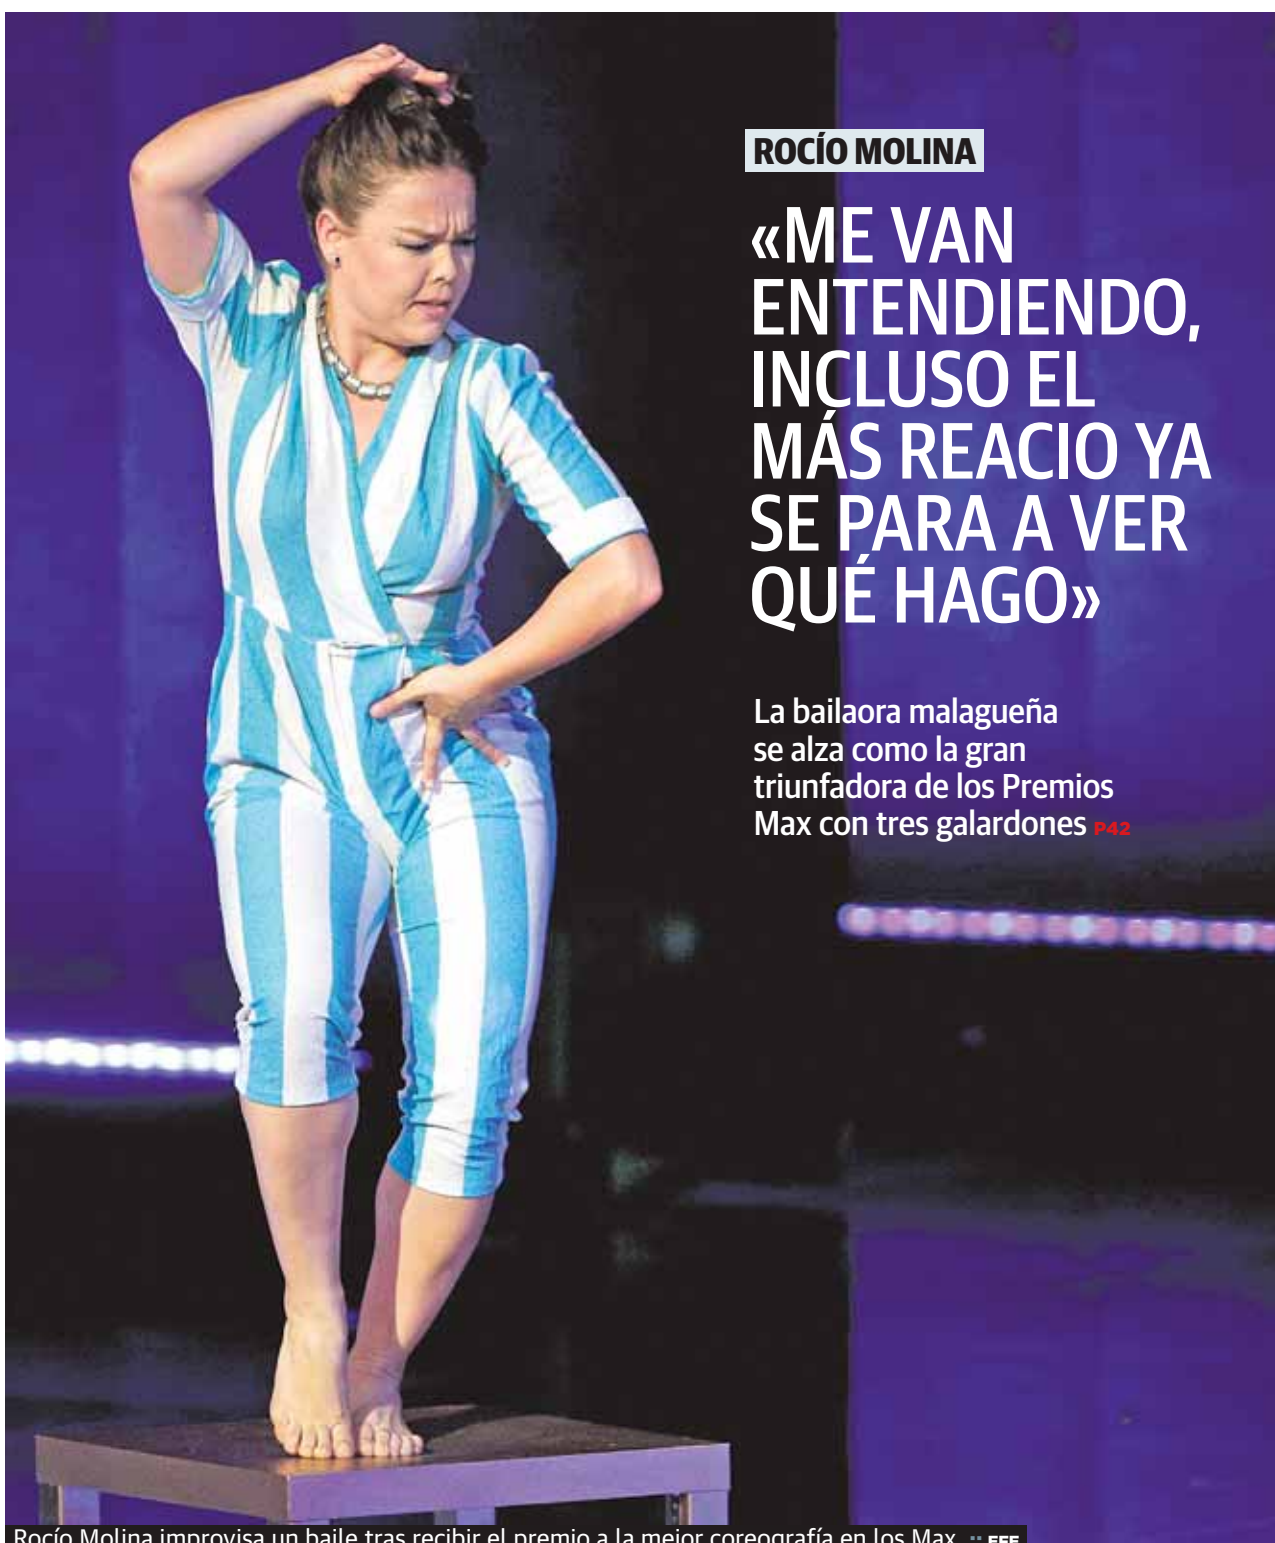 ROCÍO MOLINA
«ME VAN
ENTENDIENDO,
INCLUSO EL
MÁS REACIO YA
SE PARA A VER
QUÉ HAGO»
La bailaora malagueña
se alza como la gran
triunfadora de los Premios
Max con tres galardones P42
Rocío Molina improvisa un baile tras recibir el premio a la mejor coreografía en los Max. :: EFE